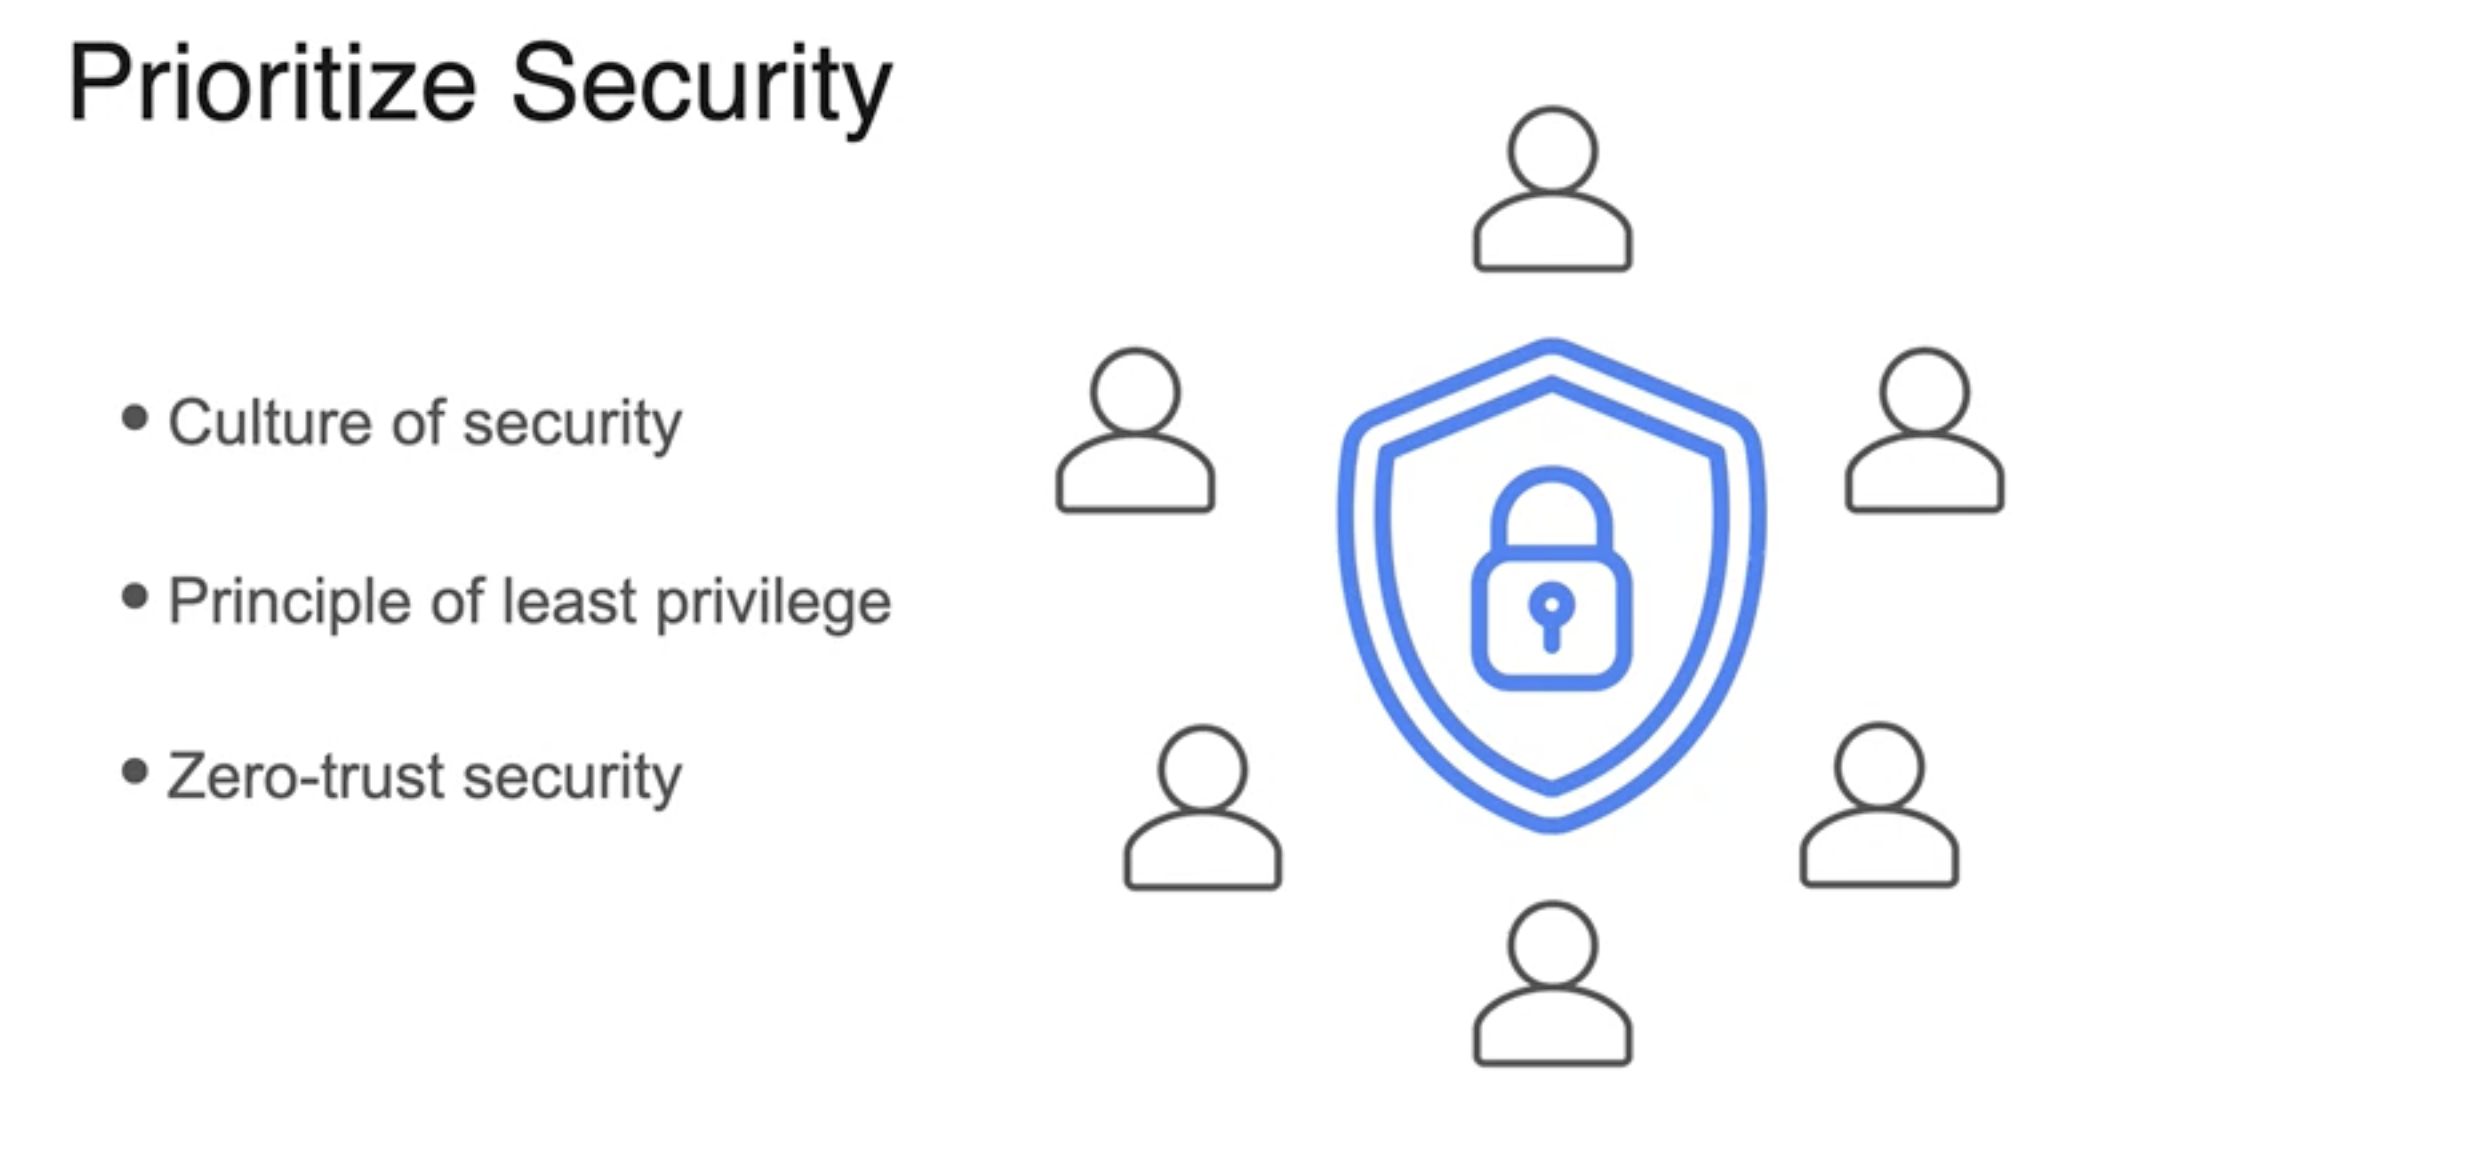 Prioritize Security
• Culture of security
• Principle of least privilege
• Zero-trust security